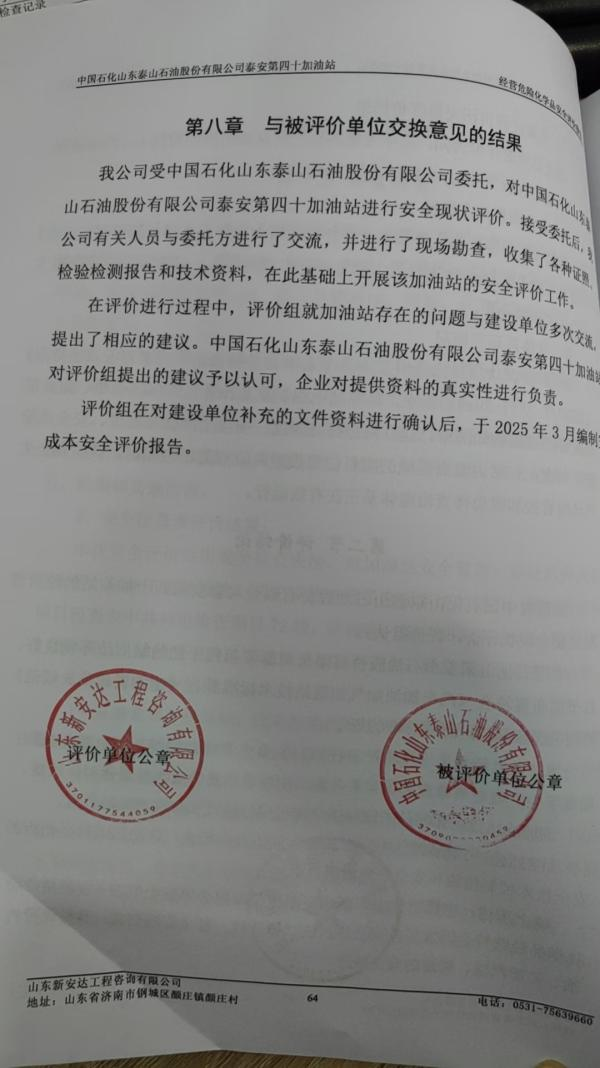 检查记录
中国石化山东泰山石油股份有限公司泰安第四十加油站
经营危险化学品安全评价
第八章 与被评价单位交换意见的结果
我公司受中国石化山东泰山石油股份有限公司委托，对中国石化山东泰
山石油股份有限公司泰安第四十加油站进行安全现状评价。接受委托后，我
公司有关人员与委托方进行了交流，并进行了现场勘查，收集了各种证照、
检验检测报告和技术资料，在此基础上开展该加油站的安全评价工作。
在评价进行过程中，评价组就加油站存在的问题与建设单位多次交流，
提出了相应的建议。中国石化山东泰山石油股份有限公司泰安第四十加油站
对评价组提出的建议予以认可，企业对提供资料的真实性进行负责。
评价组在对建设单位补充的文件资料进行确认后，于 2025 年 3 月编制完
成本安全评价报告。
山东新安达工程咨询有限公司
评价单位公章
3701177544059
中国石化山东泰山石油股份有限公司
被评价单位公章
山东新安达工程咨询有限公司
地址：山东省济南市钢城区颜庄镇颜庄村
64
电话：0531-75639660